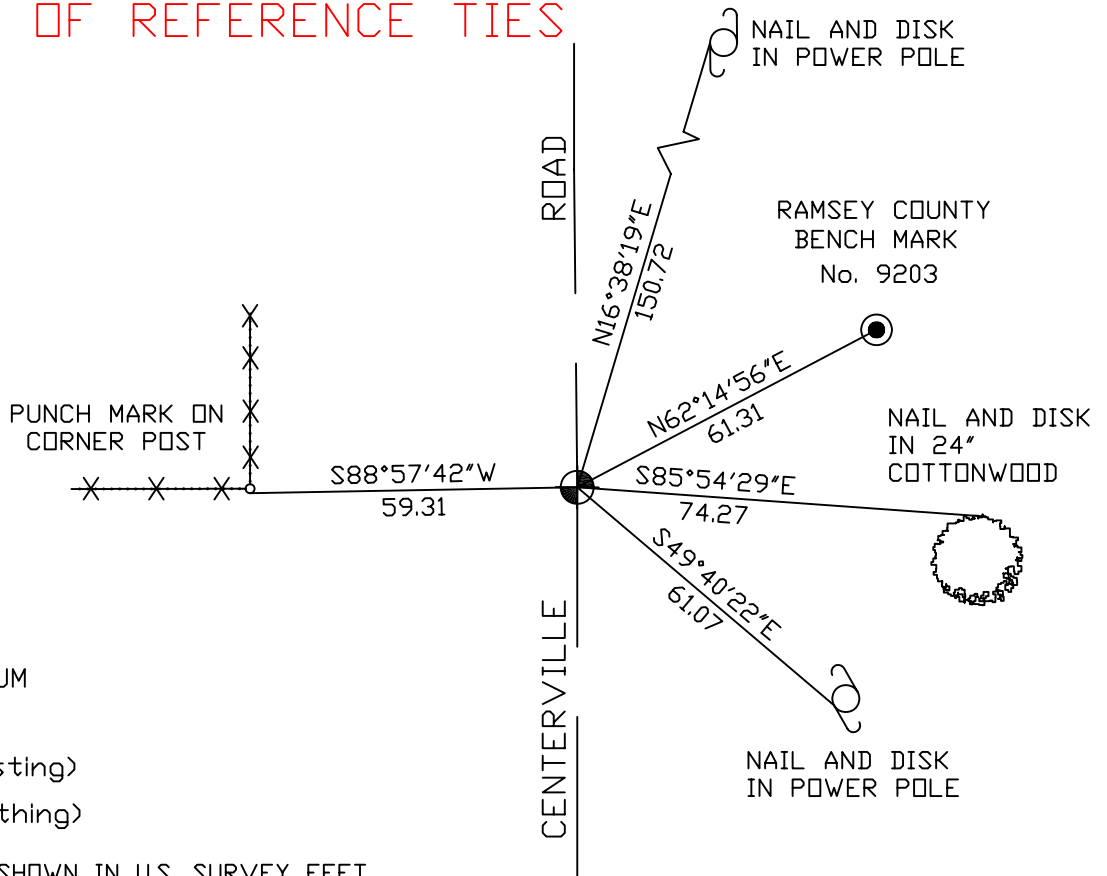 OF REFERENCE TIES
NAIL AND DISK
IN POWER POLE
ROAD
N16°38'19"E
150.72
RAMSEY COUNTY
BENCH MARK
No. 9203
N62°14'56"E
61.31
PUNCH MARK ON
CORNER POST
NAIL AND DISK
IN 24"
COTTONWOOD
S88°57'42"W
59.31
S85°54'29"E
74.27
S49°40'22"E
61.07
CENTERVILLE
UM
NAIL AND DISK
IN POWER POLE
sting)
thing)
SHOWN IN U.S. SURVEY FEET